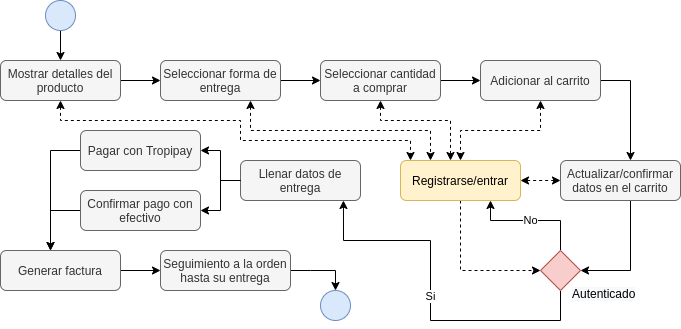 Mostrar detalles del
producto
Seleccionar forma de
entrega
Seleccionar cantidad
a comprar
Adicionar al carrito
Pagar con Tropipay
Confirmar pago con
efectivo
Llenar datos de
entrega
Registrarse/entrar
Actualizar/confirmar
datos en el carrito
No
Generar factura
Seguimiento a la orden
hasta su entrega
Si
Autenticado